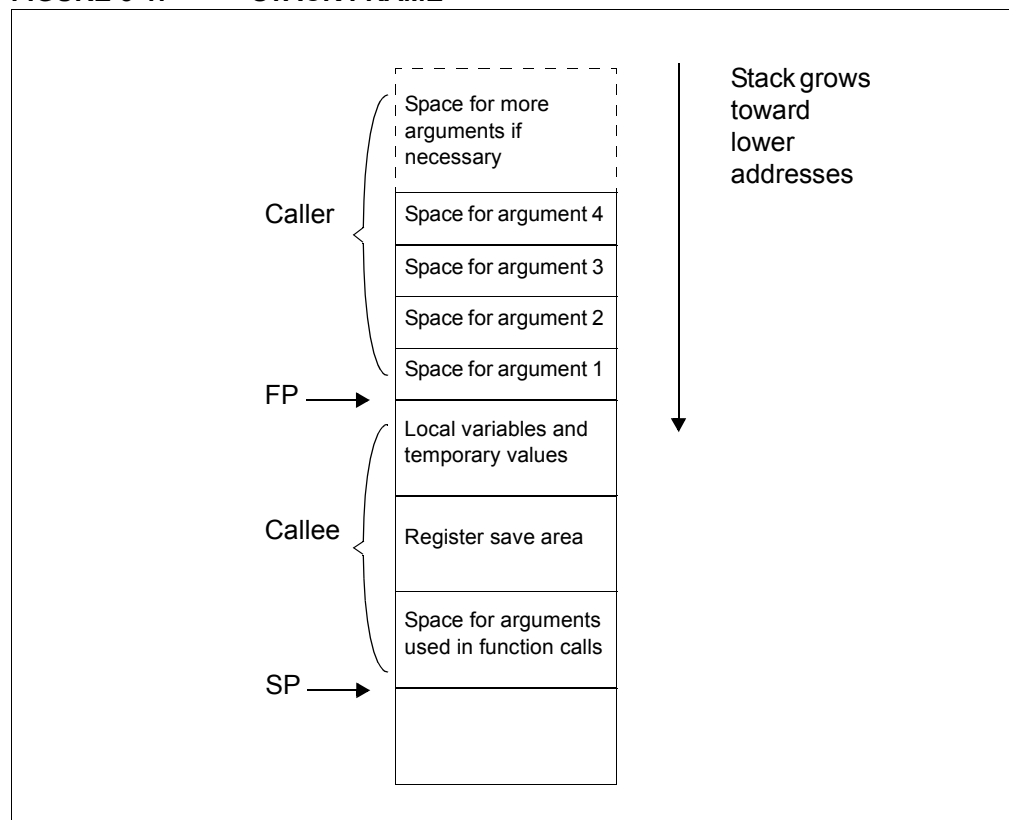 Space for more
arguments if
necessary
Stack grows
toward
lower
addresses
Caller
Space for argument 4
Space for argument 3
Space for argument 2
Space for argument 1
FP
Local variables and
temporary values
Callee
Register save area
Space for arguments
used in function calls
SP